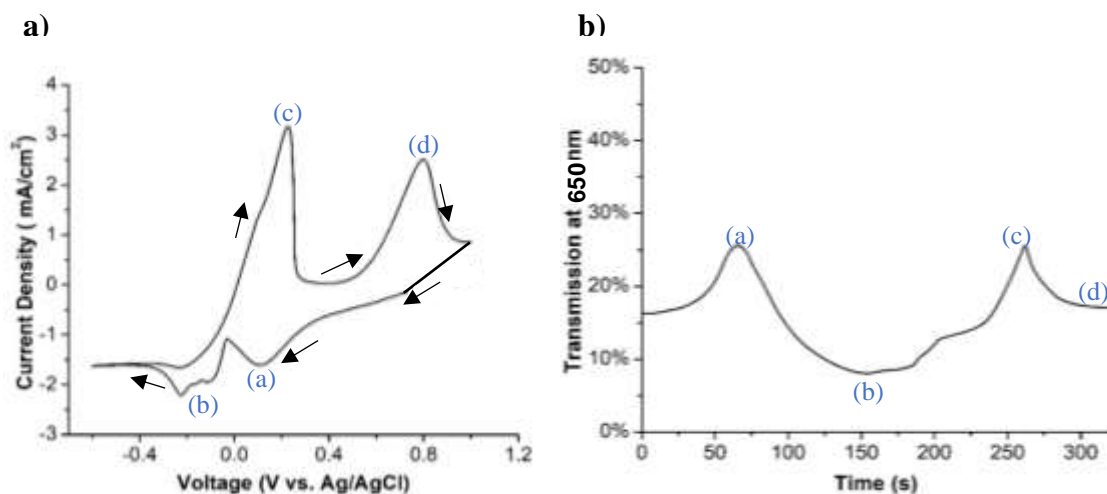 a)
Current Density ( mA/cm²)
4
3
2
1
0
-1
-2
-3
(c)
(d)
(a)
(b)
-0.4
0.0
0.4
0.8
1.2
Voltage (V vs. Ag/AgCl)
b)
Transmission at 650nm
50%
40%
30%
20%
10%
0%
(a)
(c)
(d)
(b)
0
50
100
150
200
250
300
Time (s)